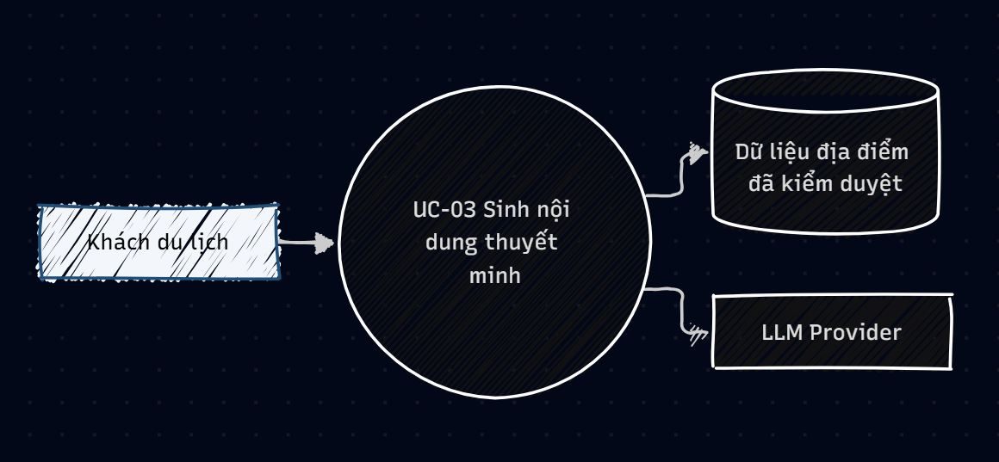 Khách du lịch
UC-03 Sinh nội
dung thuyết
minh
Dữ liệu địa điểm
đã kiểm duyệt
LLM Provider